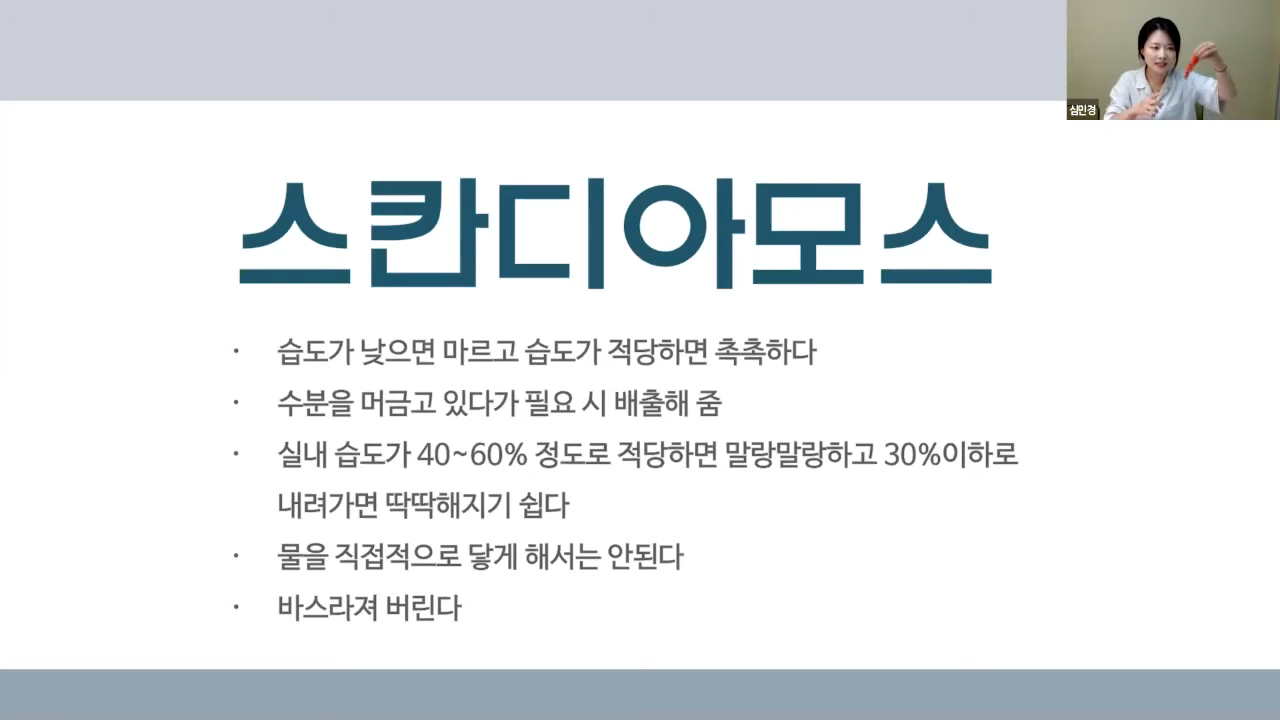 심민경
스칸디아모스
· 습도가 낮으면 마르고 습도가 적당하면 촉촉하다
· 수분을 머금고 있다가 필요 시 배출해 줌
· 실내 습도가 40~60% 정도로 적당하면 말랑말랑하고 30%이하로
내려가면 딱딱해지기 쉽다
· 물을 직접적으로 닿게 해서는 안된다
· 바스라져 버린다